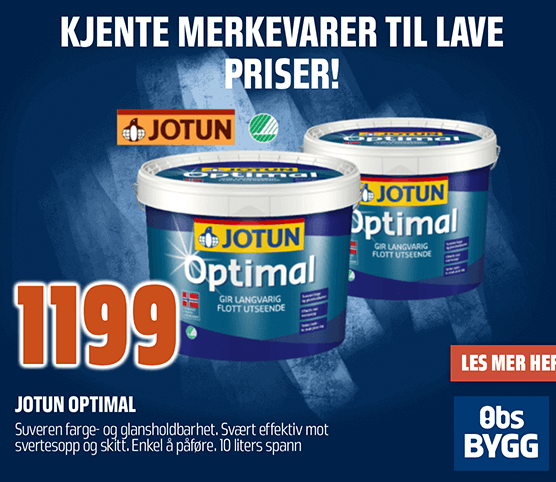 KJENTE MERKEVARER TIL LAVE
PRISER!
JOTUN
JOTUN
Optimal
GIR LANGVARIG
FLOTT UTSEENDE
JOTUN
Optimal
GIR LANGVARIG
FLOTT UTSEENDE
1199
LES MER HER
JOTUN OPTIMAL
Suveren farge- og glansholdbarhet. Svært effektiv mot
svertesopp og skitt. Enkel å påføre. 10 liters spann
Obs
BYGG